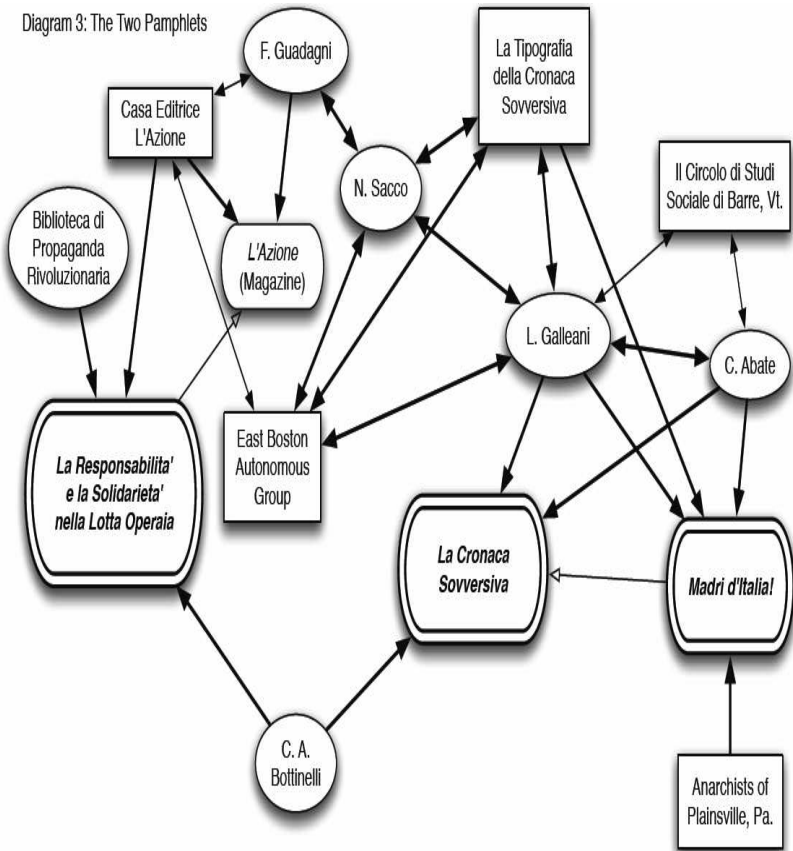 Diagram 3: The Two Pamphlets
F. Guadagni
La Tipografia
della Cronaca
Sovversiva
Casa Editrice
L'Azione
N. Sacco
Il Circolo di Studi
Sociale di Barre, Vt.
Biblioteca di
Propaganda
Rivoluzionaria
L'Azione
(Magazine)
L. Galleani
C. Abate
La Responsabilita'
e la Solidarieta'
nella Lotta Operaia
East Boston
Autonomous
Group
La Cronaca
Sovversiva
Madri d'Italia!
C. A.
Bottinelli
Anarchists of
Plainsville, Pa.